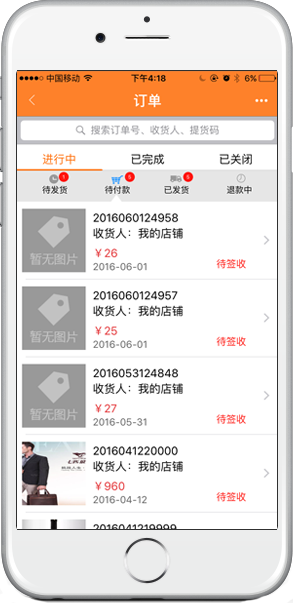 中国移动 下午4:18 6%
订单
搜索订单号、收货人、提货码
进行中 已完成 已关闭
待发货 待付款 已发货 退款中
暂无图片
2016060124958
收货人：我的店铺
￥26
2016-06-01
待签收
暂无图片
2016060124957
收货人：我的店铺
￥25
2016-06-01
待签收
暂无图片
2016053124848
收货人：我的店铺
￥27
2016-05-31
待签收
2016041220000
收货人：我的店铺
￥960
2016-04-12
待签收
2016041219999